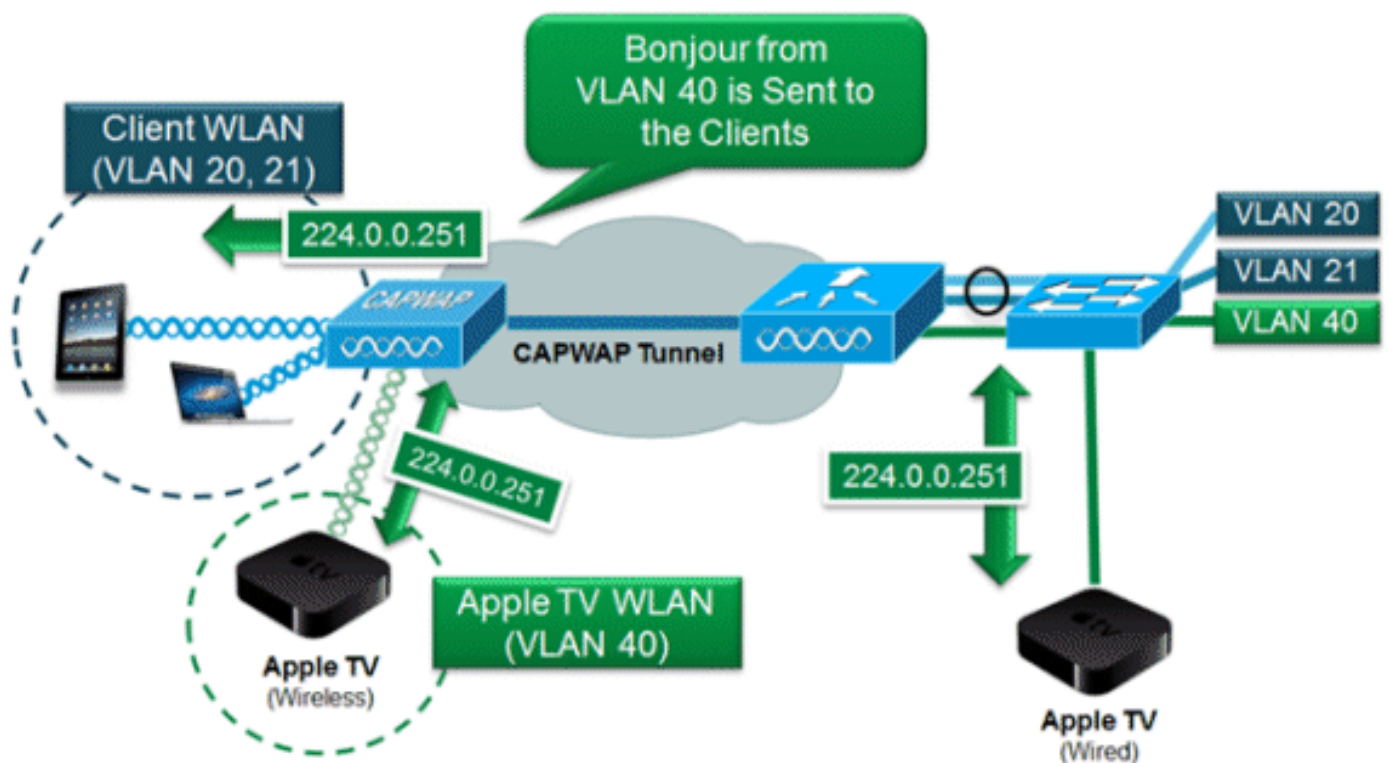 Bonjour from
VLAN 40 is Sent to
the Clients
Client WLAN
(VLAN 20, 21)
224.0.0.251
CAPWAP
CAPWAP Tunnel
VLAN 20
VLAN 21
VLAN 40
224.0.0.251
224.0.0.251
tv
Apple TV
(Wireless)
Apple TV WLAN
(VLAN 40)
tv
Apple TV
(Wired)